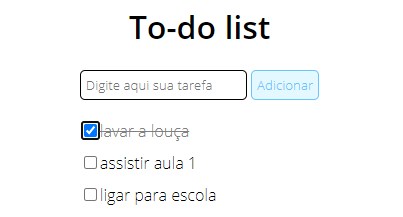 To-do list
Digite aqui sua tarefa Adicionar
lavar a louça
assistir aula 1
ligar para escola